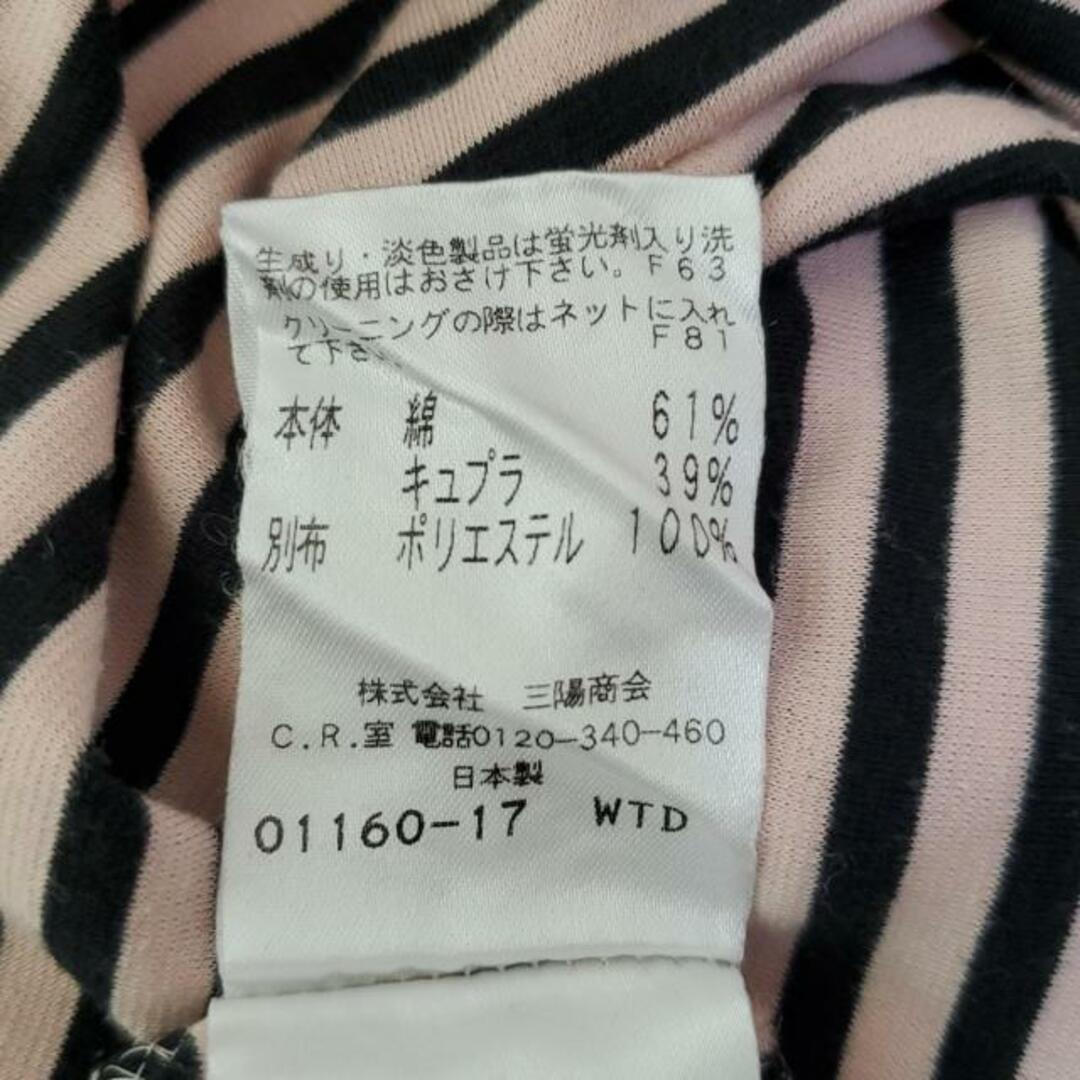 生成り・淡色製品は蛍光剤入り洗
剤の使用はおさけ下さい。F63
クリーニングの際はネットに入れ
て下さい。F81
本体 綿 61%
キュプラ 39%
別布 ポリエステル 100%
株式会社 三陽商会
C.R.室 電話0120-340-460
日本製
01160-17 WTD